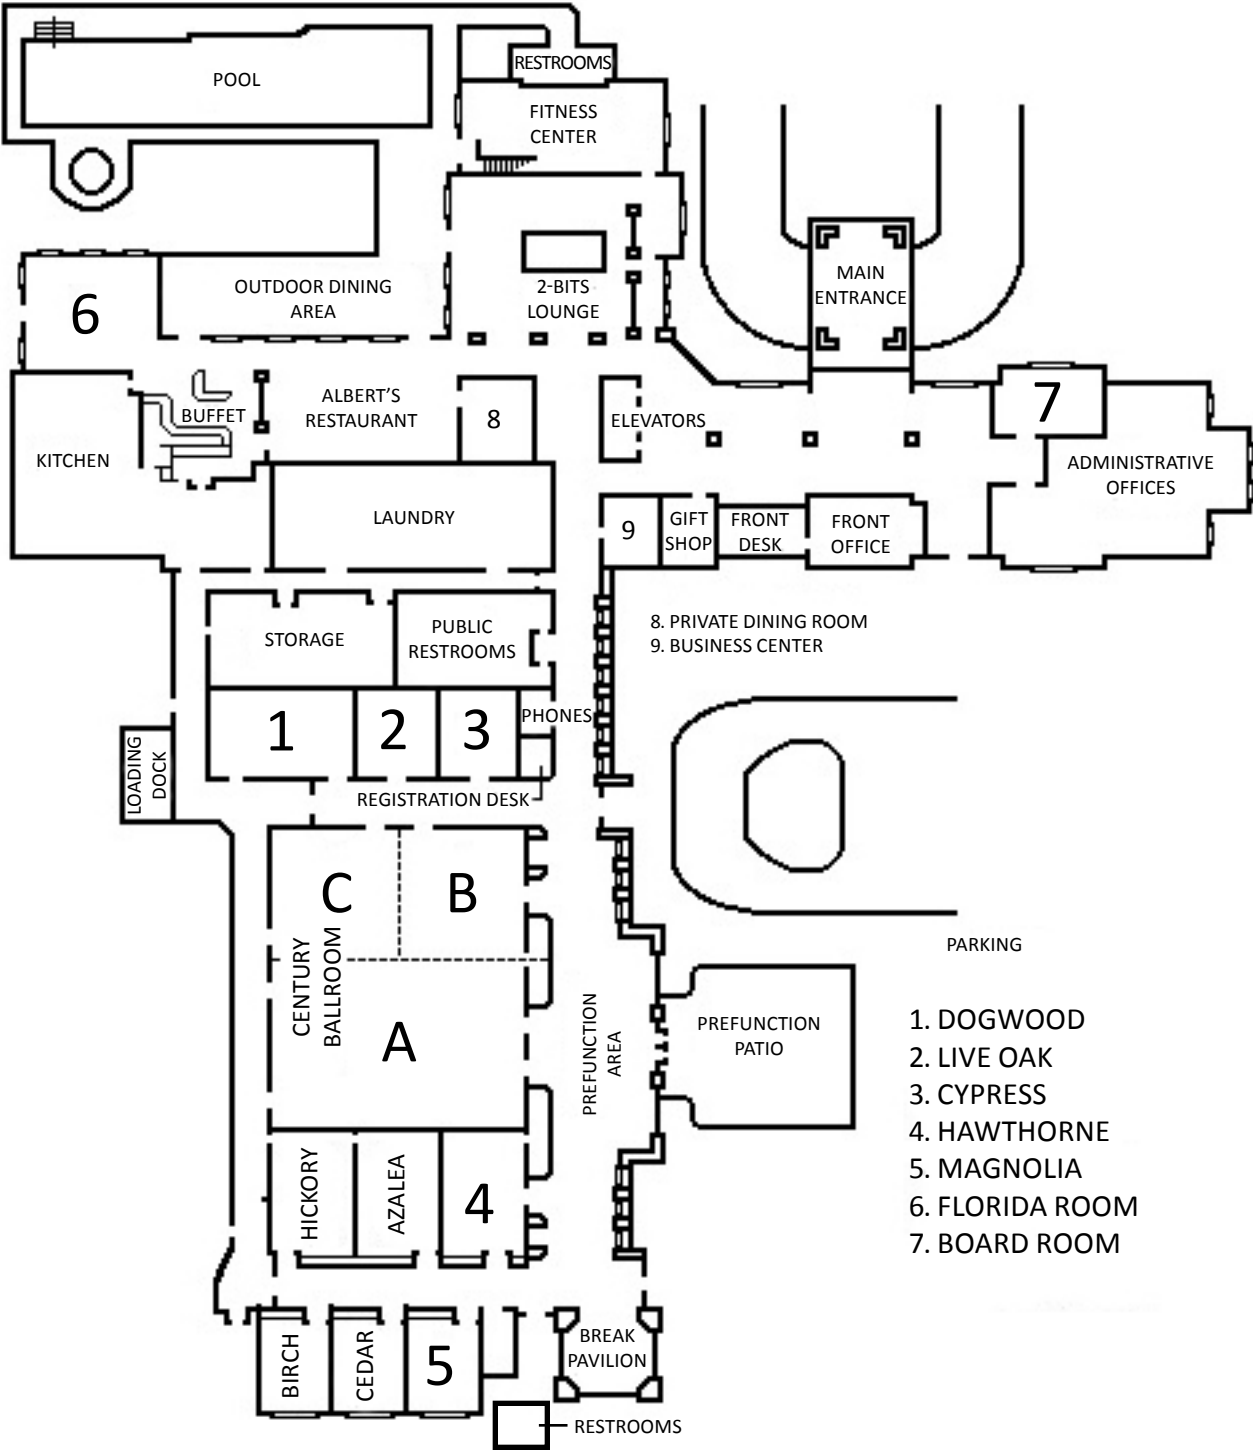 RESTROOMS
POOL
FITNESS
CENTER
MAIN
ENTRANCE
OUTDOOR DINING
AREA
2-BITS
LOUNGE
6
ALBERT'S
RESTAURANT
BUFFET
8
ELEVATORS
7
KITCHEN
ADMINISTRATIVE
OFFICES
LAUNDRY
9
GIFT
SHOP
FRONT
DESK
FRONT
OFFICE
STORAGE
PUBLIC
RESTROOMS
8. PRIVATE DINING ROOM
9. BUSINESS CENTER
1
2
3
PHONES
LOADING
DOCK
REGISTRATION DESK
C
B
CENTURY
BALLROOM
A
PARKING
PREFUNCTION
AREA
PREFUNCTION
PATIO
1. DOGWOOD
2. LIVE OAK
3. CYPRESS
4. HAWTHORNE
5. MAGNOLIA
6. FLORIDA ROOM
7. BOARD ROOM
HICKORY
AZALEA
4
BIRCH
CEDAR
5
BREAK
PAVILION
RESTROOMS